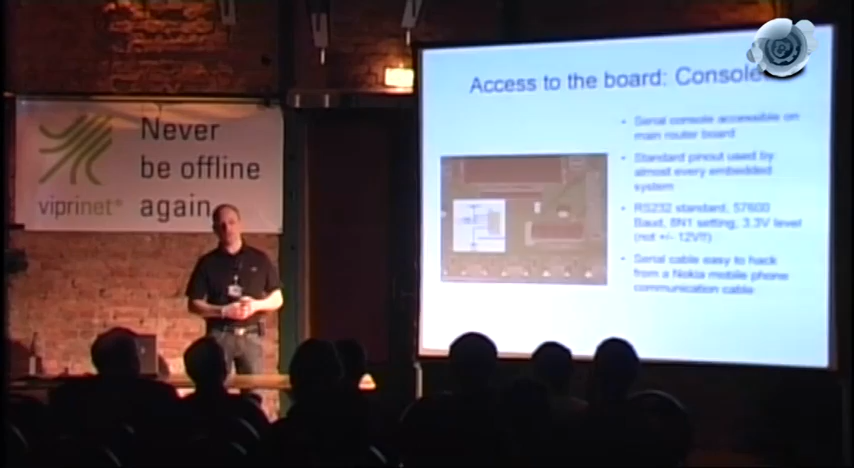 Never
be offline
again
viprinet®
Access to the board: Console
• Serial console accessible on
main router board
• Standard pinout used by
almost every embedded
system
• RS232 standard, 57600
Baud, 8N1 setting, 3.3V level
(not +/- 12V!!)
• Serial cable easy to hack
from a Nokia mobile phone
communication cable